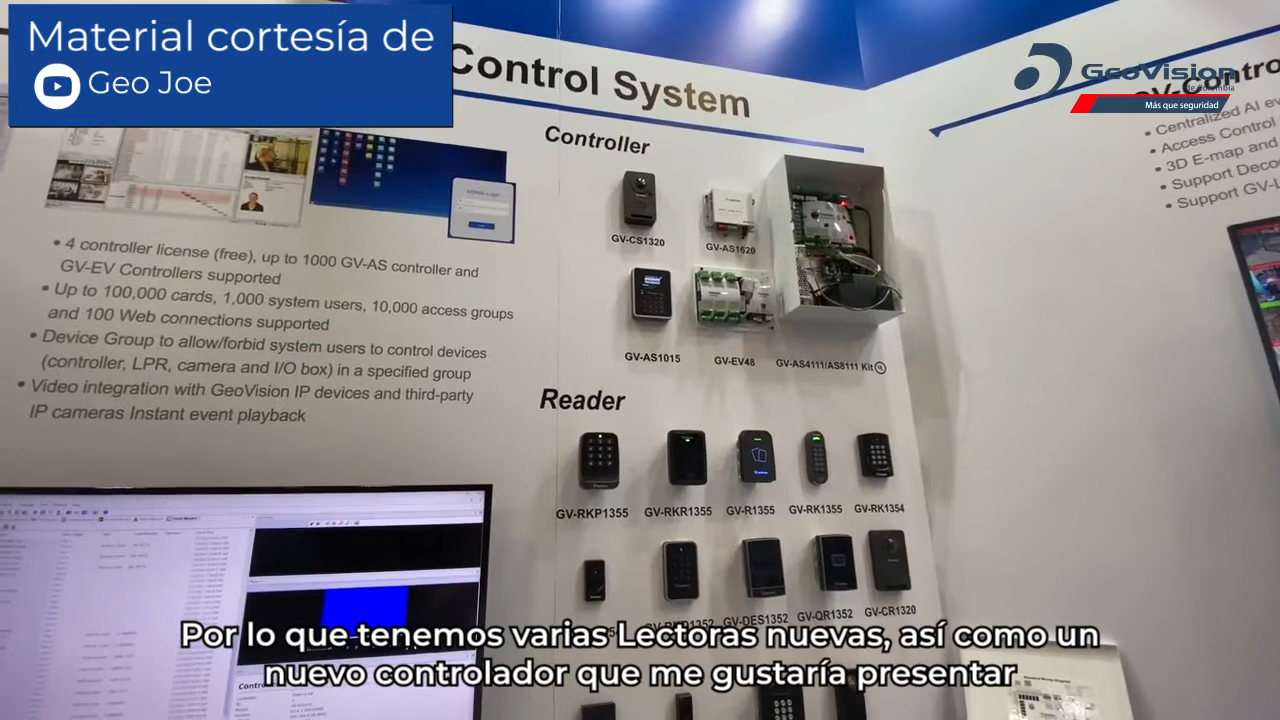 Material cortesía de
Geo Joe
Control System
GeoVision
de Colombia
Más que seguridad
GV-Contro
• Centralized AI ev
• Access Control
• 3D E-map and
• Support Deco
• Support GV-L
• 4 controller license (free), up to 1000 GV-AS controller and
GV-EV Controllers supported
• Up to 100,000 cards, 1,000 system users, 10,000 access groups
and 100 Web connections supported
• Device Group to allow/forbid system users to control devices
(controller, LPR, camera and I/O box) in a specified group
• Video integration with GeoVision IP devices and third-party
IP cameras Instant event playback
Controller
GV-CS1320
GV-AS1620
GV-AS1015
GV-EV48
GV-AS4111/AS8111 Kit
Reader
GV-RKP1355
GV-RKR1355
GV-R1355
GV-RK1355
GV-RK1354
GV-DES1352
GV-QR1352
GV-CR1320
Por lo que tenemos varias Lectoras nuevas, así como un
nuevo controlador que me gustaría presentar